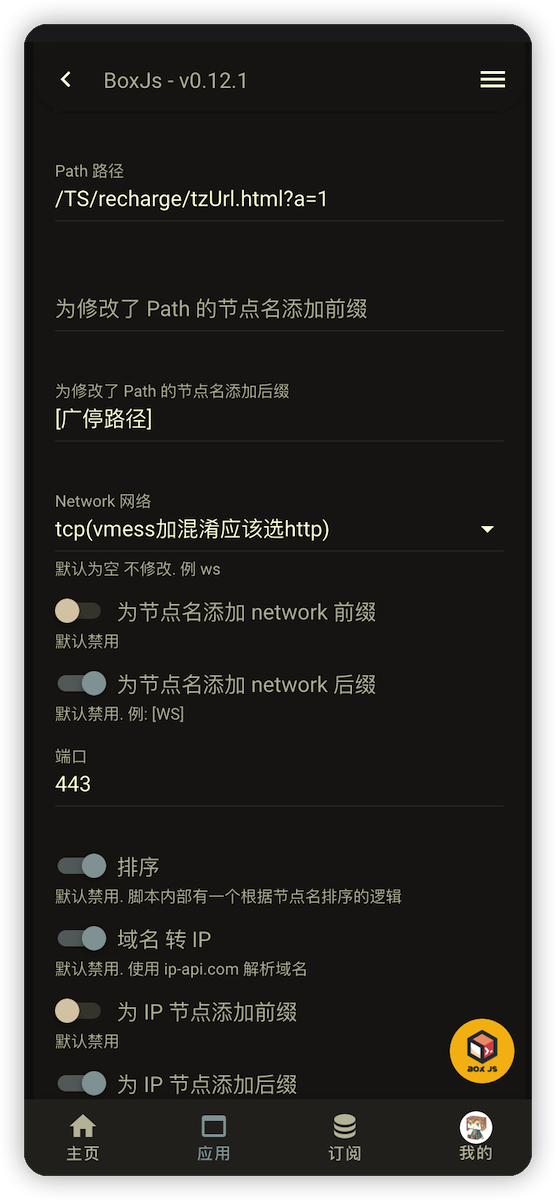 BoxJs - v0.12.1
Path 路径
/TS/recharge/tzUrl.html?a=1
为修改了 Path 的节点名添加前缀
为修改了 Path 的节点名添加后缀
[广停路径]
Network 网络
tcp(vmess加混淆应该选http)
默认为空 不修改. 例 ws
为节点名添加 network 前缀
默认禁用
为节点名添加 network 后缀
默认禁用. 例: [WS]
端口
443
排序
默认禁用. 脚本内部有一个根据节点名排序的逻辑
域名 转 IP
默认禁用. 使用 ip-api.com 解析域名
为 IP 节点添加前缀
默认禁用
为 IP 节点添加后缀
BOX JS
主页
应用
订阅
我的